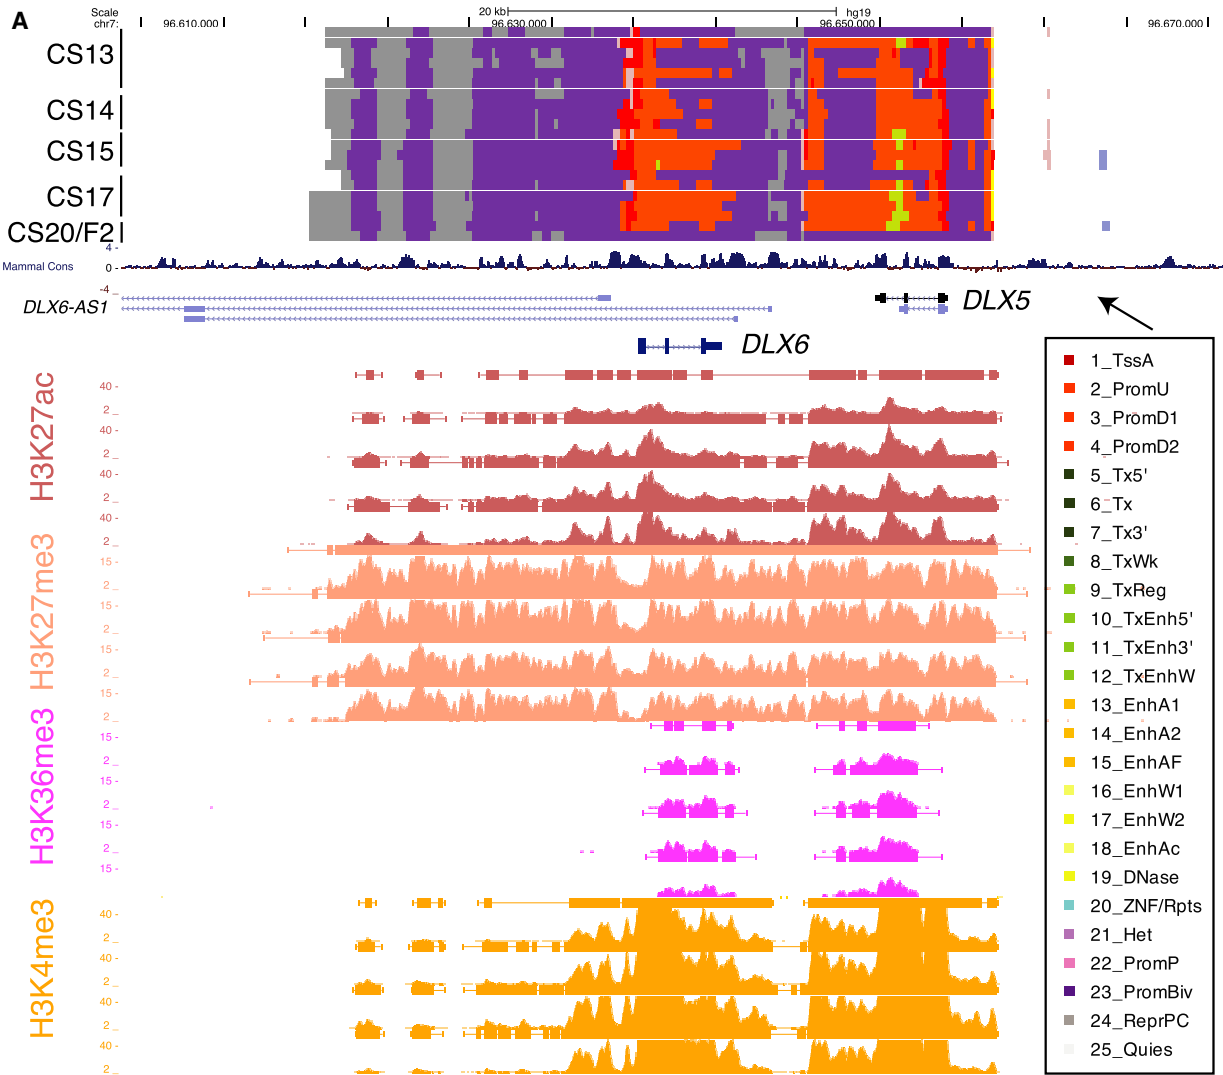 A
Scale
20 kb
hg19
chr7:
96.610.000
96.630.000
96.650.000
96.670.000
CS13
CS14
CS15
CS17
CS20/F2
4 -
Mammal Cons
0 -
-4 _
DLX6-AS1
DLX5
DLX6
H3K27ac
40 -
2 _
40 -
2 _
40 -
2 _
40 -
2 _
H3K27me3
15 -
2 _
15 -
2 _
15 -
2 _
15 -
2 _
H3K36me3
15 -
2 _
15 -
2 _
15 -
2 _
15 -
H3K4me3
40 -
2 _
40 -
2 _
40 -
2 _
40 -
2 _
1_TssA
2_PromU
3_PromD1
4_PromD2
5_Tx5'
6_Tx
7_Tx3'
8_TxWk
9_TxReg
10_TxEnh5'
11_TxEnh3'
12_TxEnhW
13_EnhA1
14_EnhA2
15_EnhAF
16_EnhW1
17_EnhW2
18_EnhAc
19_DNase
20_ZNF/Rpts
21_Het
22_PromP
23_PromBiv
24_ReprPC
25_Quies